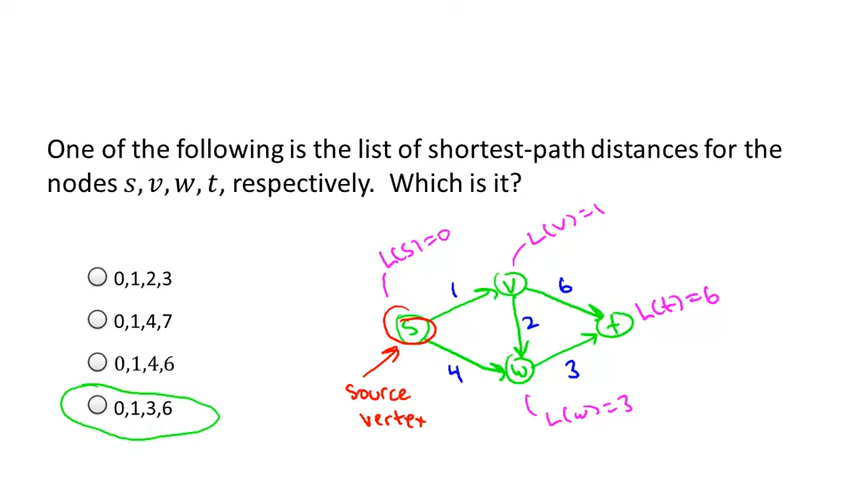 One of the following is the list of shortest-path distances for the
nodes s, v, w, t, respectively. Which is it?
0,1,2,3
0,1,4,7
0,1,4,6
0,1,3,6
L(s)=0
L(v)=1
1
v
6
s
2
t
L(t)=6
4
w
3
source
vertex
L(w)=3